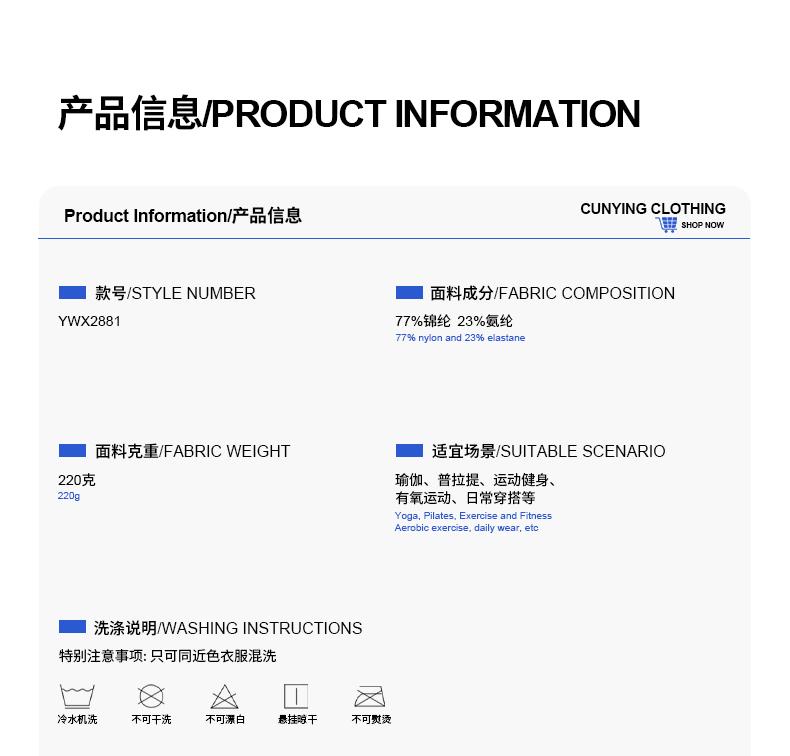 产品信息/PRODUCT INFORMATION
Product Information/产品信息
CUNYING CLOTHING
SHOP NOW
款号/STYLE NUMBER
YWX2881
面料成分/FABRIC COMPOSITION
77%锦纶 23%氨纶
77% nylon and 23% elastane
面料克重/FABRIC WEIGHT
220克
220g
适宜场景/SUITABLE SCENARIO
瑜伽、普拉提、运动健身、
有氧运动、日常穿搭等
Yoga, Pilates, Exercise and Fitness
Aerobic exercise, daily wear, etc
洗涤说明/WASHING INSTRUCTIONS
特别注意事项: 只可同近色衣服混洗
冷水机洗
不可干洗
不可漂白
悬挂晾干
不可熨烫